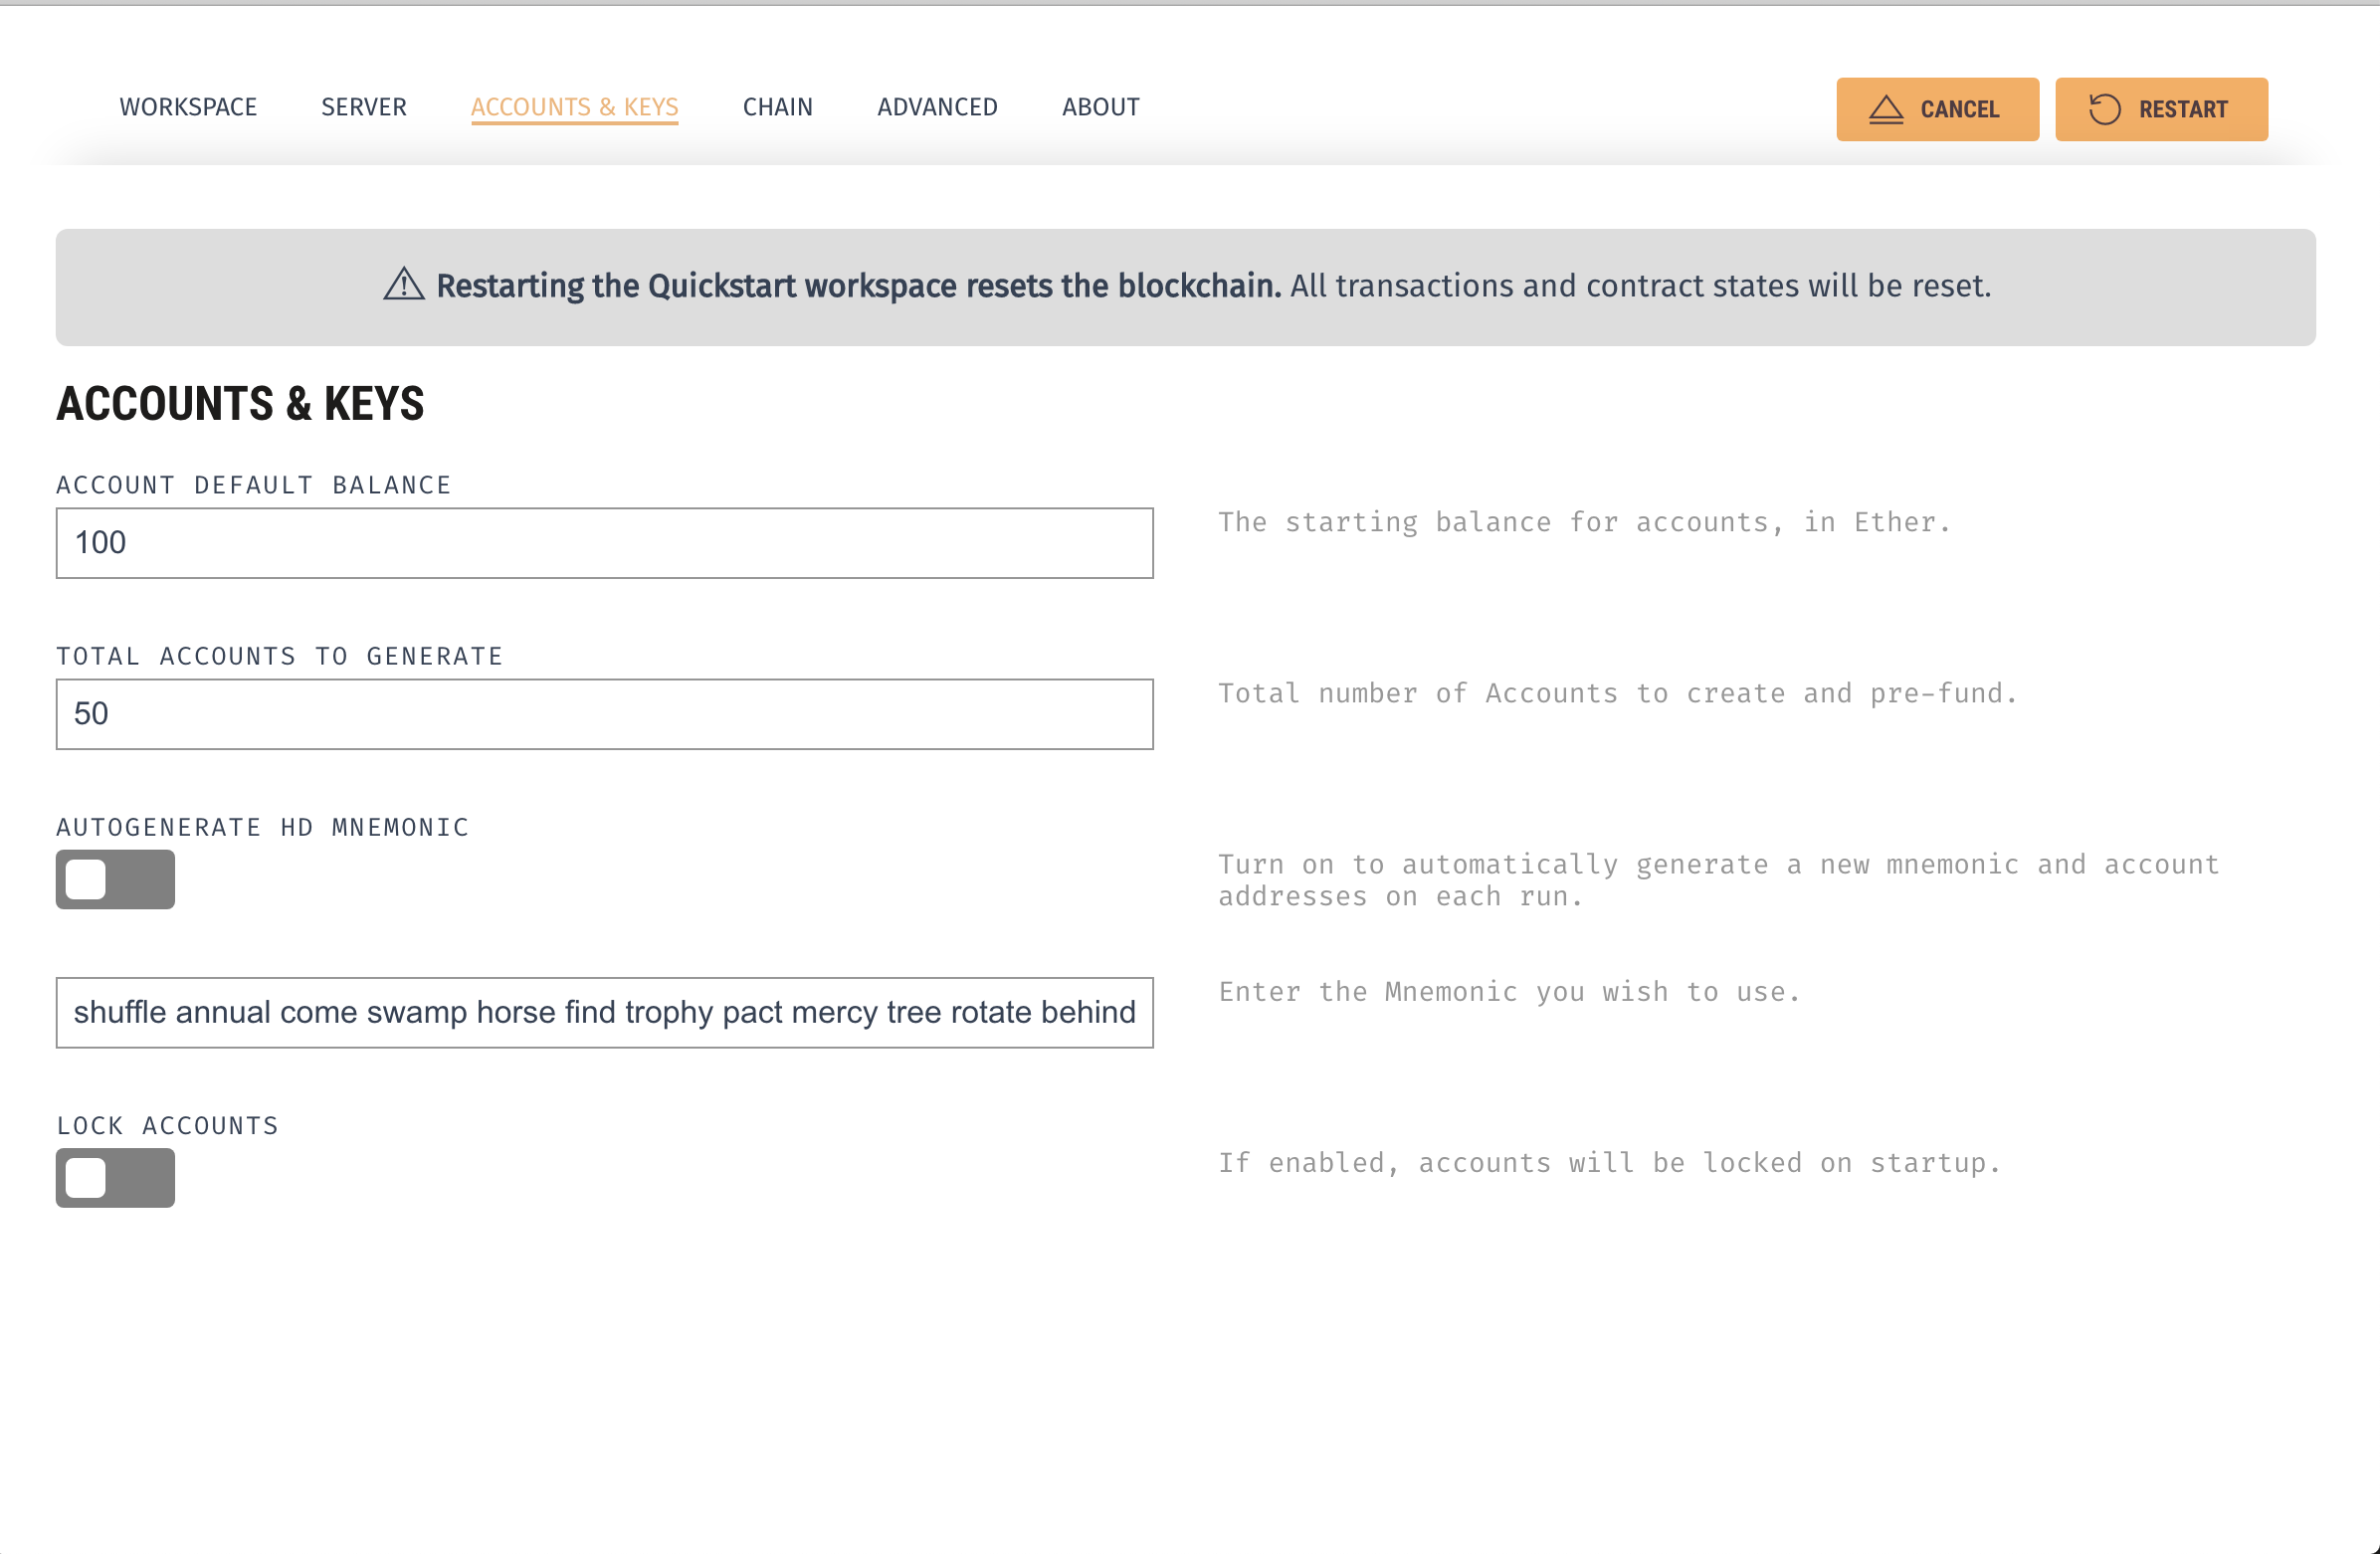 WORKSPACE SERVER ACCOUNTS & KEYS CHAIN ADVANCED ABOUT CANCEL RESTART
Restarting the Quickstart workspace resets the blockchain. All transactions and contract states will be reset.
ACCOUNTS & KEYS
ACCOUNT DEFAULT BALANCE
100
The starting balance for accounts, in Ether.
TOTAL ACCOUNTS TO GENERATE
50
Total number of Accounts to create and pre-fund.
AUTOGENERATE HD MNEMONIC
Turn on to automatically generate a new mnemonic and account
addresses on each run.
shuffle annual come swamp horse find trophy pact mercy tree rotate behind
Enter the Mnemonic you wish to use.
LOCK ACCOUNTS
If enabled, accounts will be locked on startup.